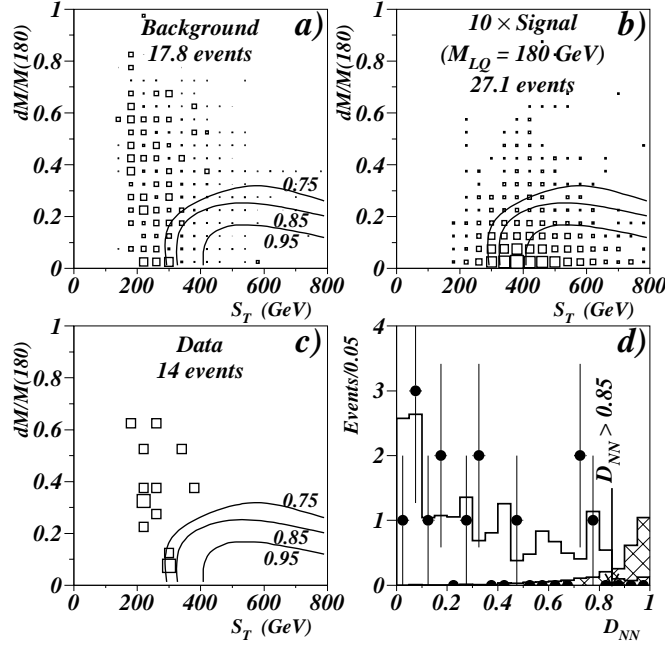 a)
Background
17.8 events
dM/M(180)
1
0.8
0.6
0.4
0.2
0
0.75
0.85
0.95
0 200 400 600 800
S_T (GeV)
b)
10 × Signal
(M_LQ = 180 GeV)
27.1 events
dM/M(180)
1
0.8
0.6
0.4
0.2
0
0.75
0.85
0.95
0 200 400 600 800
S_T (GeV)
c)
Data
14 events
dM/M(180)
1
0.8
0.6
0.4
0.2
0
0.75
0.85
0.95
0 200 400 600 800
S_T (GeV)
d)
Events/0.05
4
3
2
1
0
D_NN > 0.85
0 0.2 0.4 0.6 0.8 1
D_NN